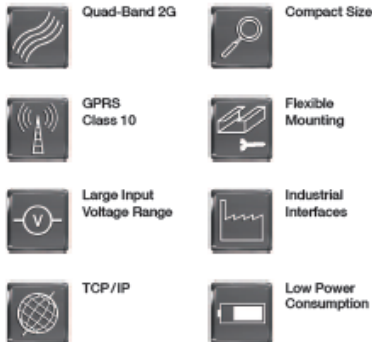 Quad-Band 2G
Compact Size
GPRS
Class 10
Flexible
Mounting
Large Input
Voltage Range
Industrial
Interfaces
TCP/IP
Low Power
Consumption